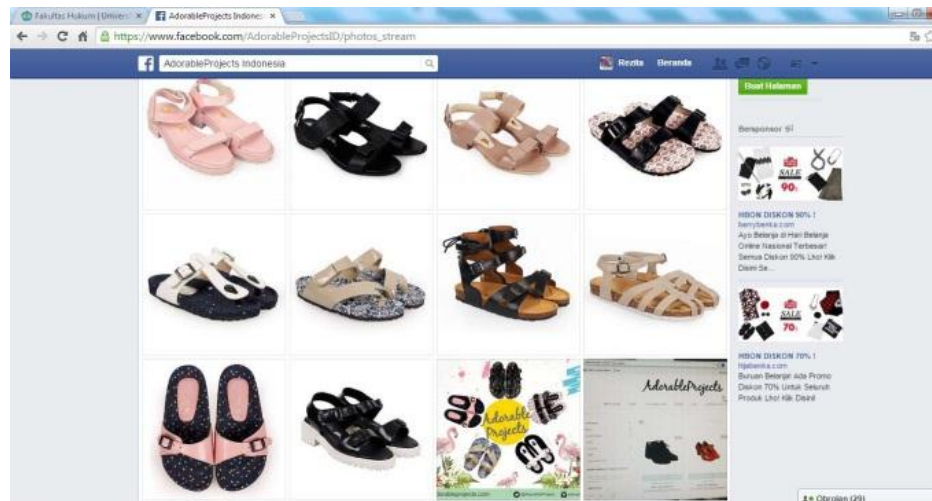 Fakultas Hukum | Univers
AdorableProjects Indones
https://www.facebook.com/AdorableProjectsID/photos_stream
AdorableProjects Indonesia
Rezita Beranda
Buat Halaman
Bersponsor
SALE
90%
HBON DISKON 90% !
berrybenka.com
Ayo Belanja di Hari Belanja
Online Nasional Terbesar!
Semua Diskon 90% Lho! Klik
Disini Se...
SALE
70%
HBON DISKON 70% !
hijabenka.com
Buruan Belanja! Ada Promo
Diskon 70% Untuk Seluruh
Produk Lho! Klik Disini!
Adorable
Projects
AdorableProjects
Obrolan (29)